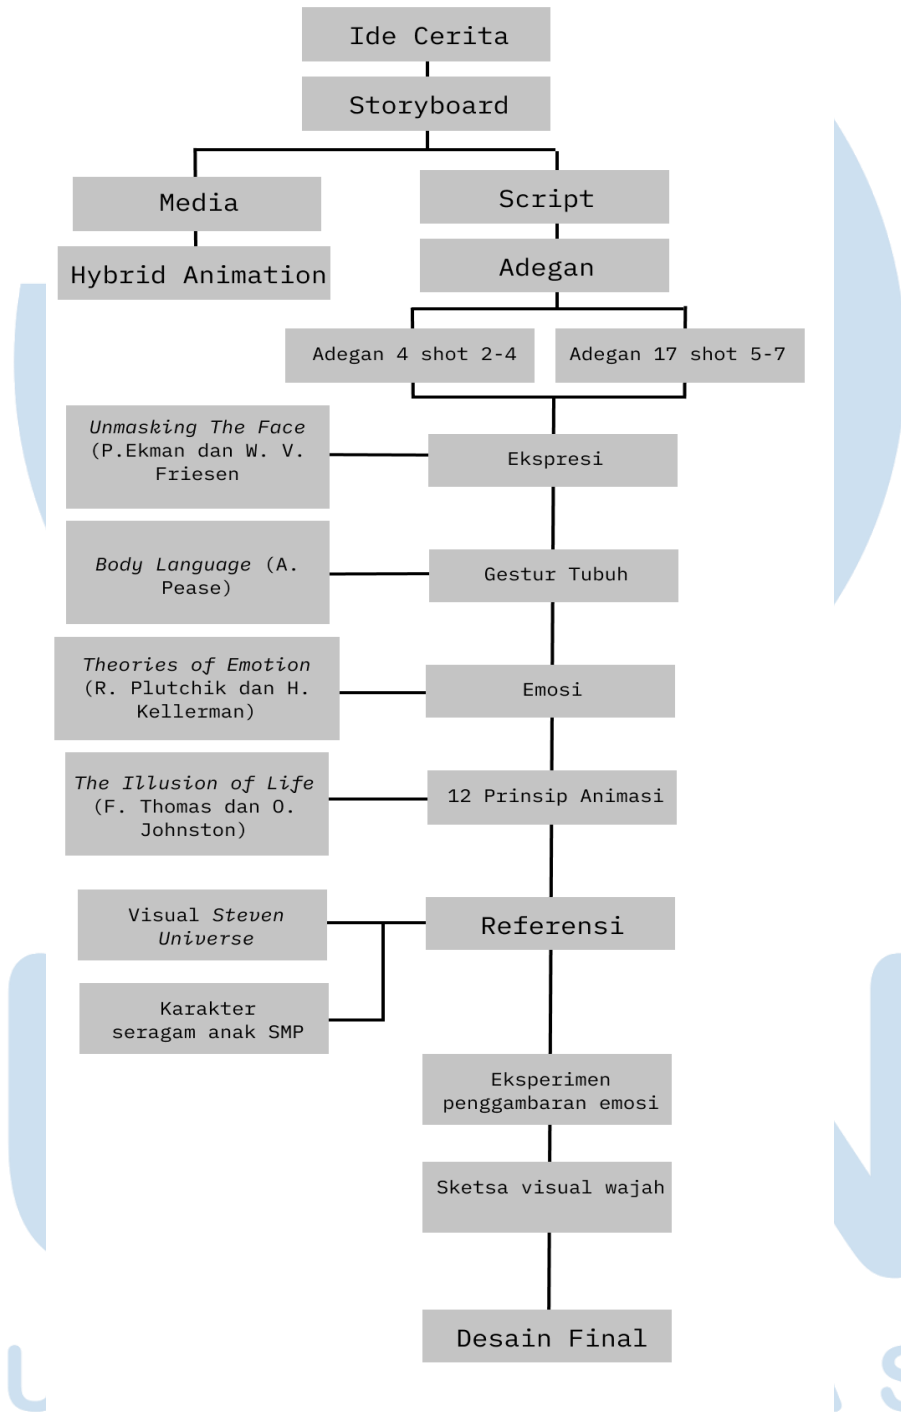 Ide Cerita
Storyboard
Media
Script
Hybrid Animation
Adegan
Adegan 4 shot 2-4
Adegan 17 shot 5-7
Unmasking The Face
(P.Ekman dan W. V.
Friesen
Ekspresi
Body Language (A.
Pease)
Gestur Tubuh
Theories of Emotion
(R. Plutchik dan H.
Kellerman)
Emosi
The Illusion of Life
(F. Thomas dan O.
Johnston)
12 Prinsip Animasi
Visual Steven
Universe
Referensi
Karakter
seragam anak SMP
Eksperimen
penggambaran emosi
Sketsa visual wajah
Desain Final